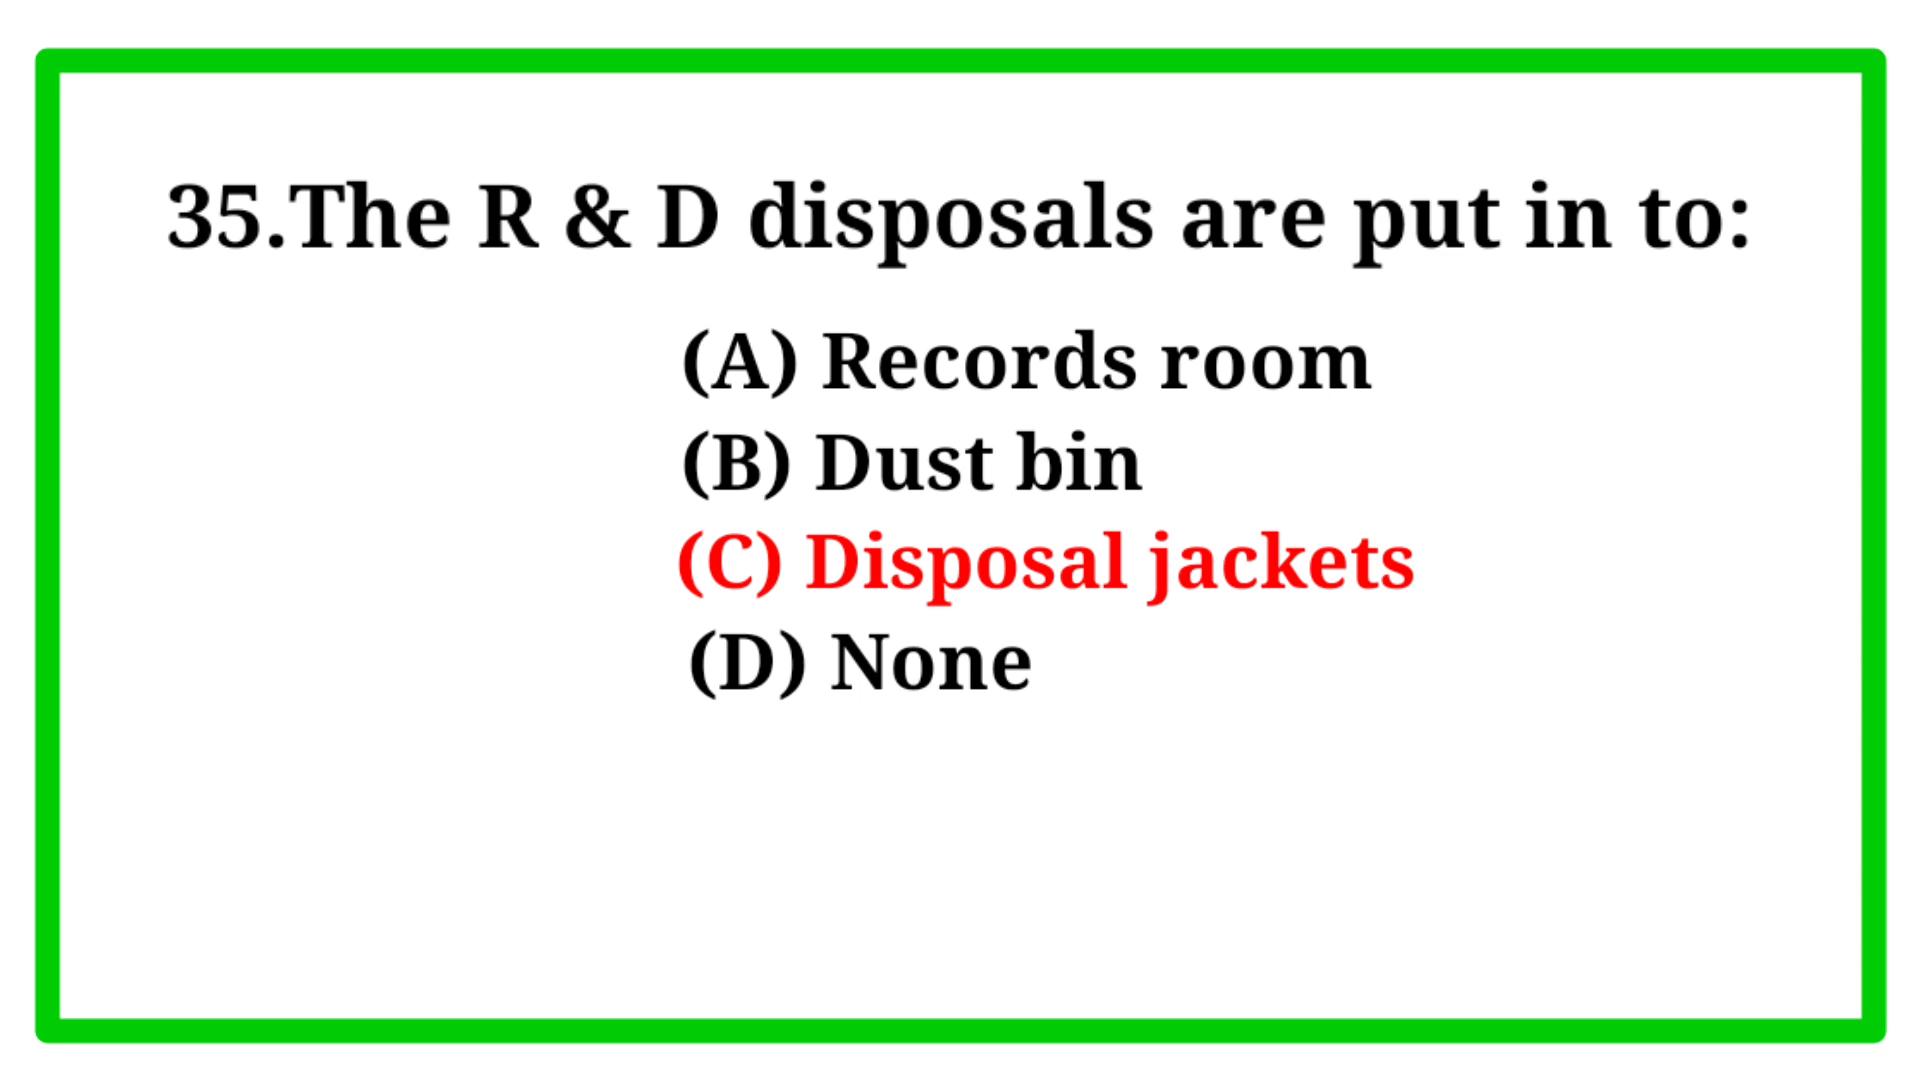 35.The R & D disposals are put in to:
(A) Records room
(B) Dust bin
(C) Disposal jackets
(D) None